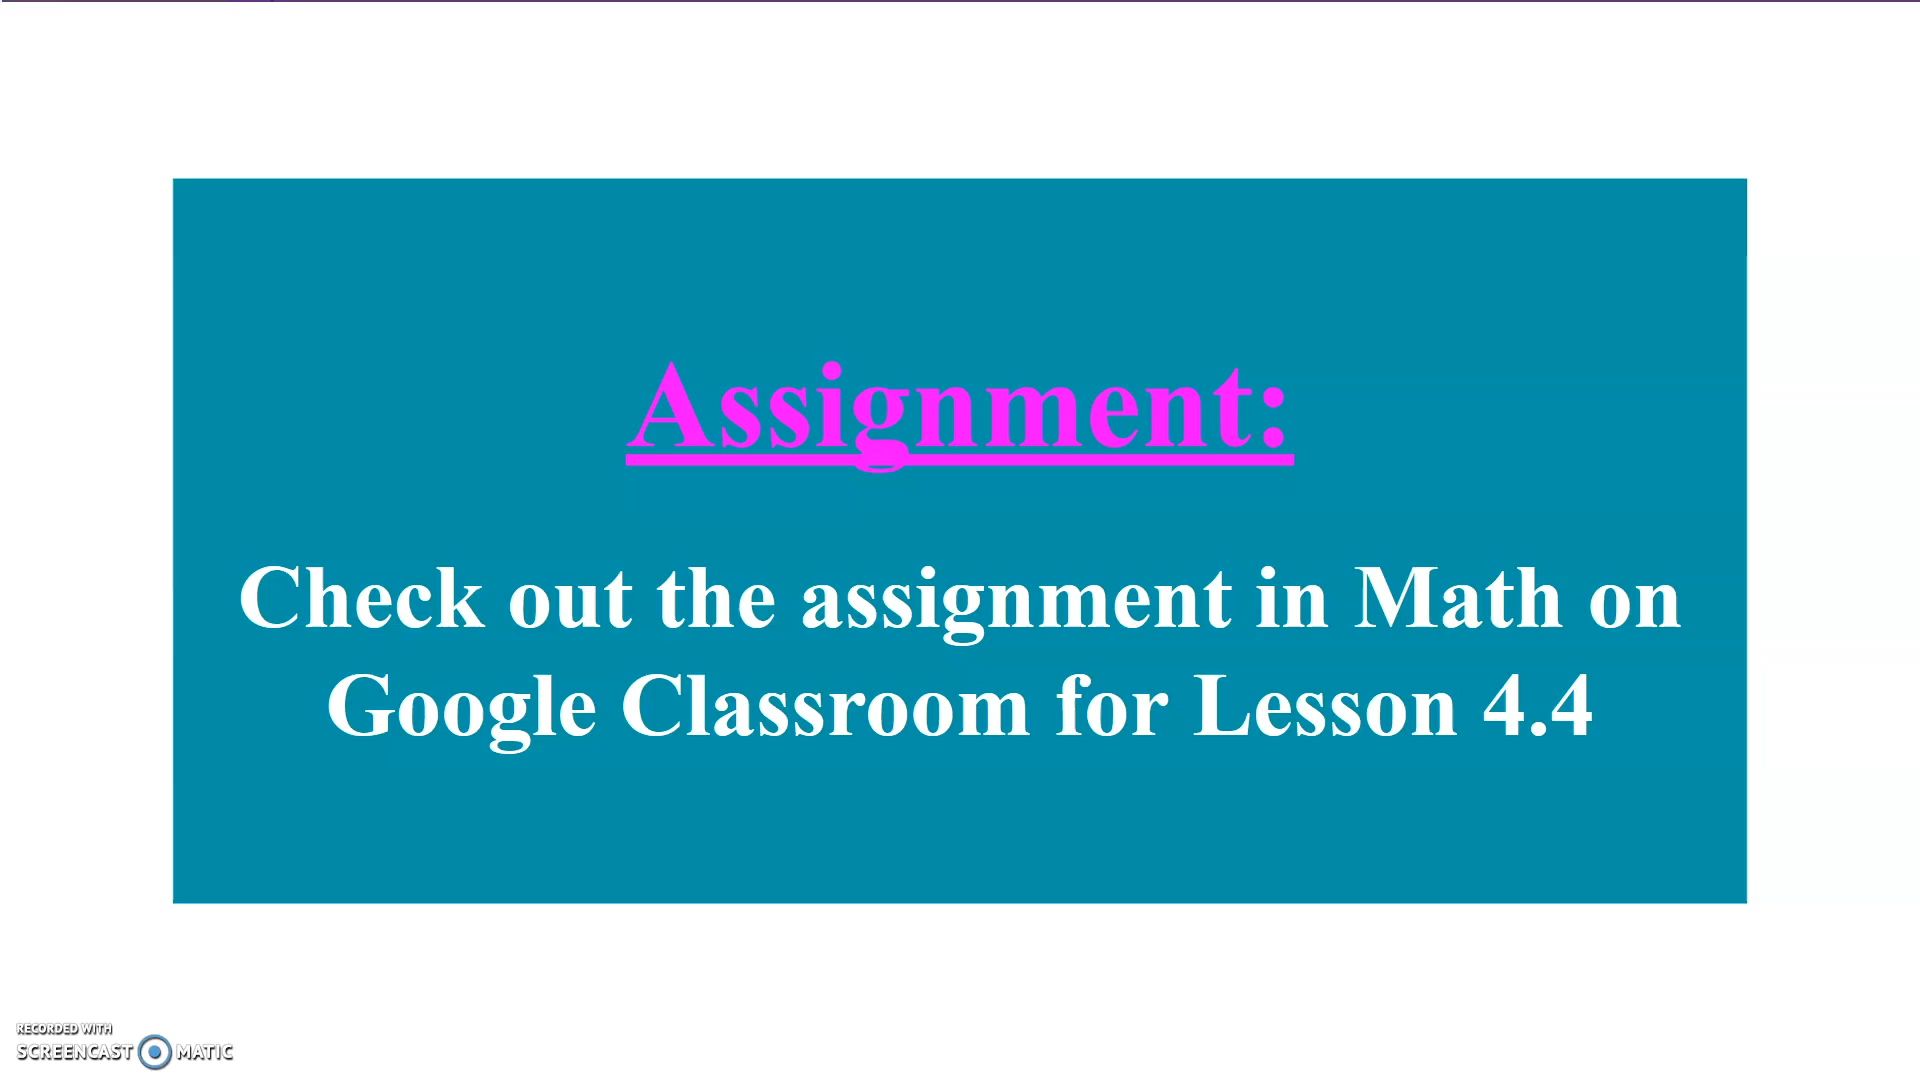 Assignment:
Check out the assignment in Math on
Google Classroom for Lesson 4.4
RECORDED WITH
SCREENCAST MATIC